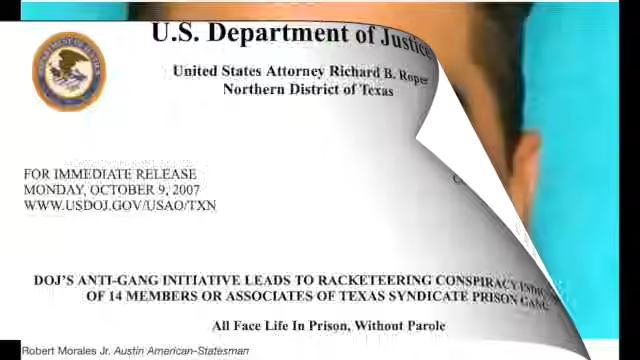 U.S. Department of Justice
United States Attorney Richard B. Roper
Northern District of Texas
FOR IMMEDIATE RELEASE
MONDAY, OCTOBER 9, 2007
WWW.USDOJ.GOV/USAO/TXN
DOJ'S ANTI-GANG INITIATIVE LEADS TO RACKETEERING CONSPIRACY
OF 14 MEMBERS OR ASSOCIATES OF TEXAS SYNDICATE PRISON GANG
All Face Life In Prison, Without Parole
Robert Morales Jr. Austin American-Statesman